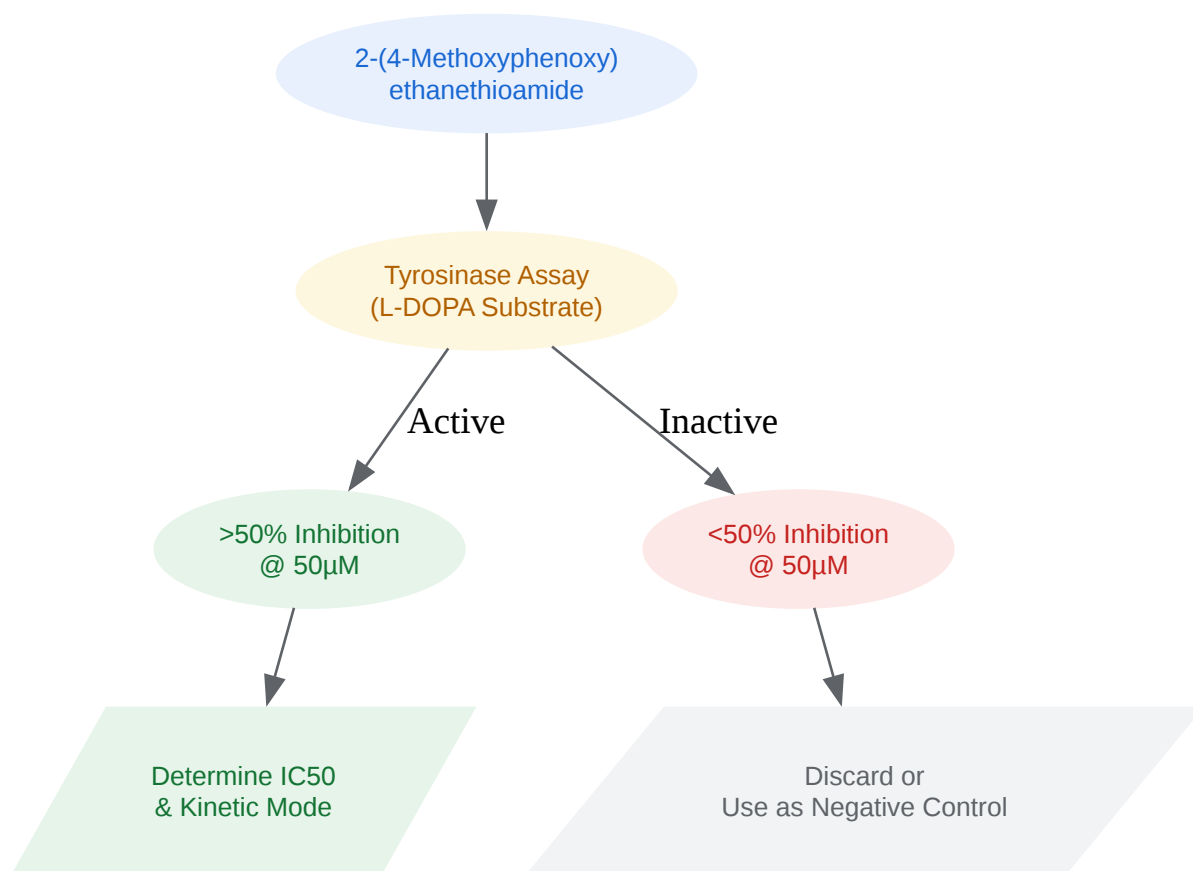 2-(4-Methoxyphenoxy)
ethanethioamide
Tyrosinase Assay
(L-DOPA Substrate)
Active
Inactive
>50% Inhibition
@ 50µM
<50% Inhibition
@ 50µM
Determine IC50
& Kinetic Mode
Discard or
Use as Negative Control